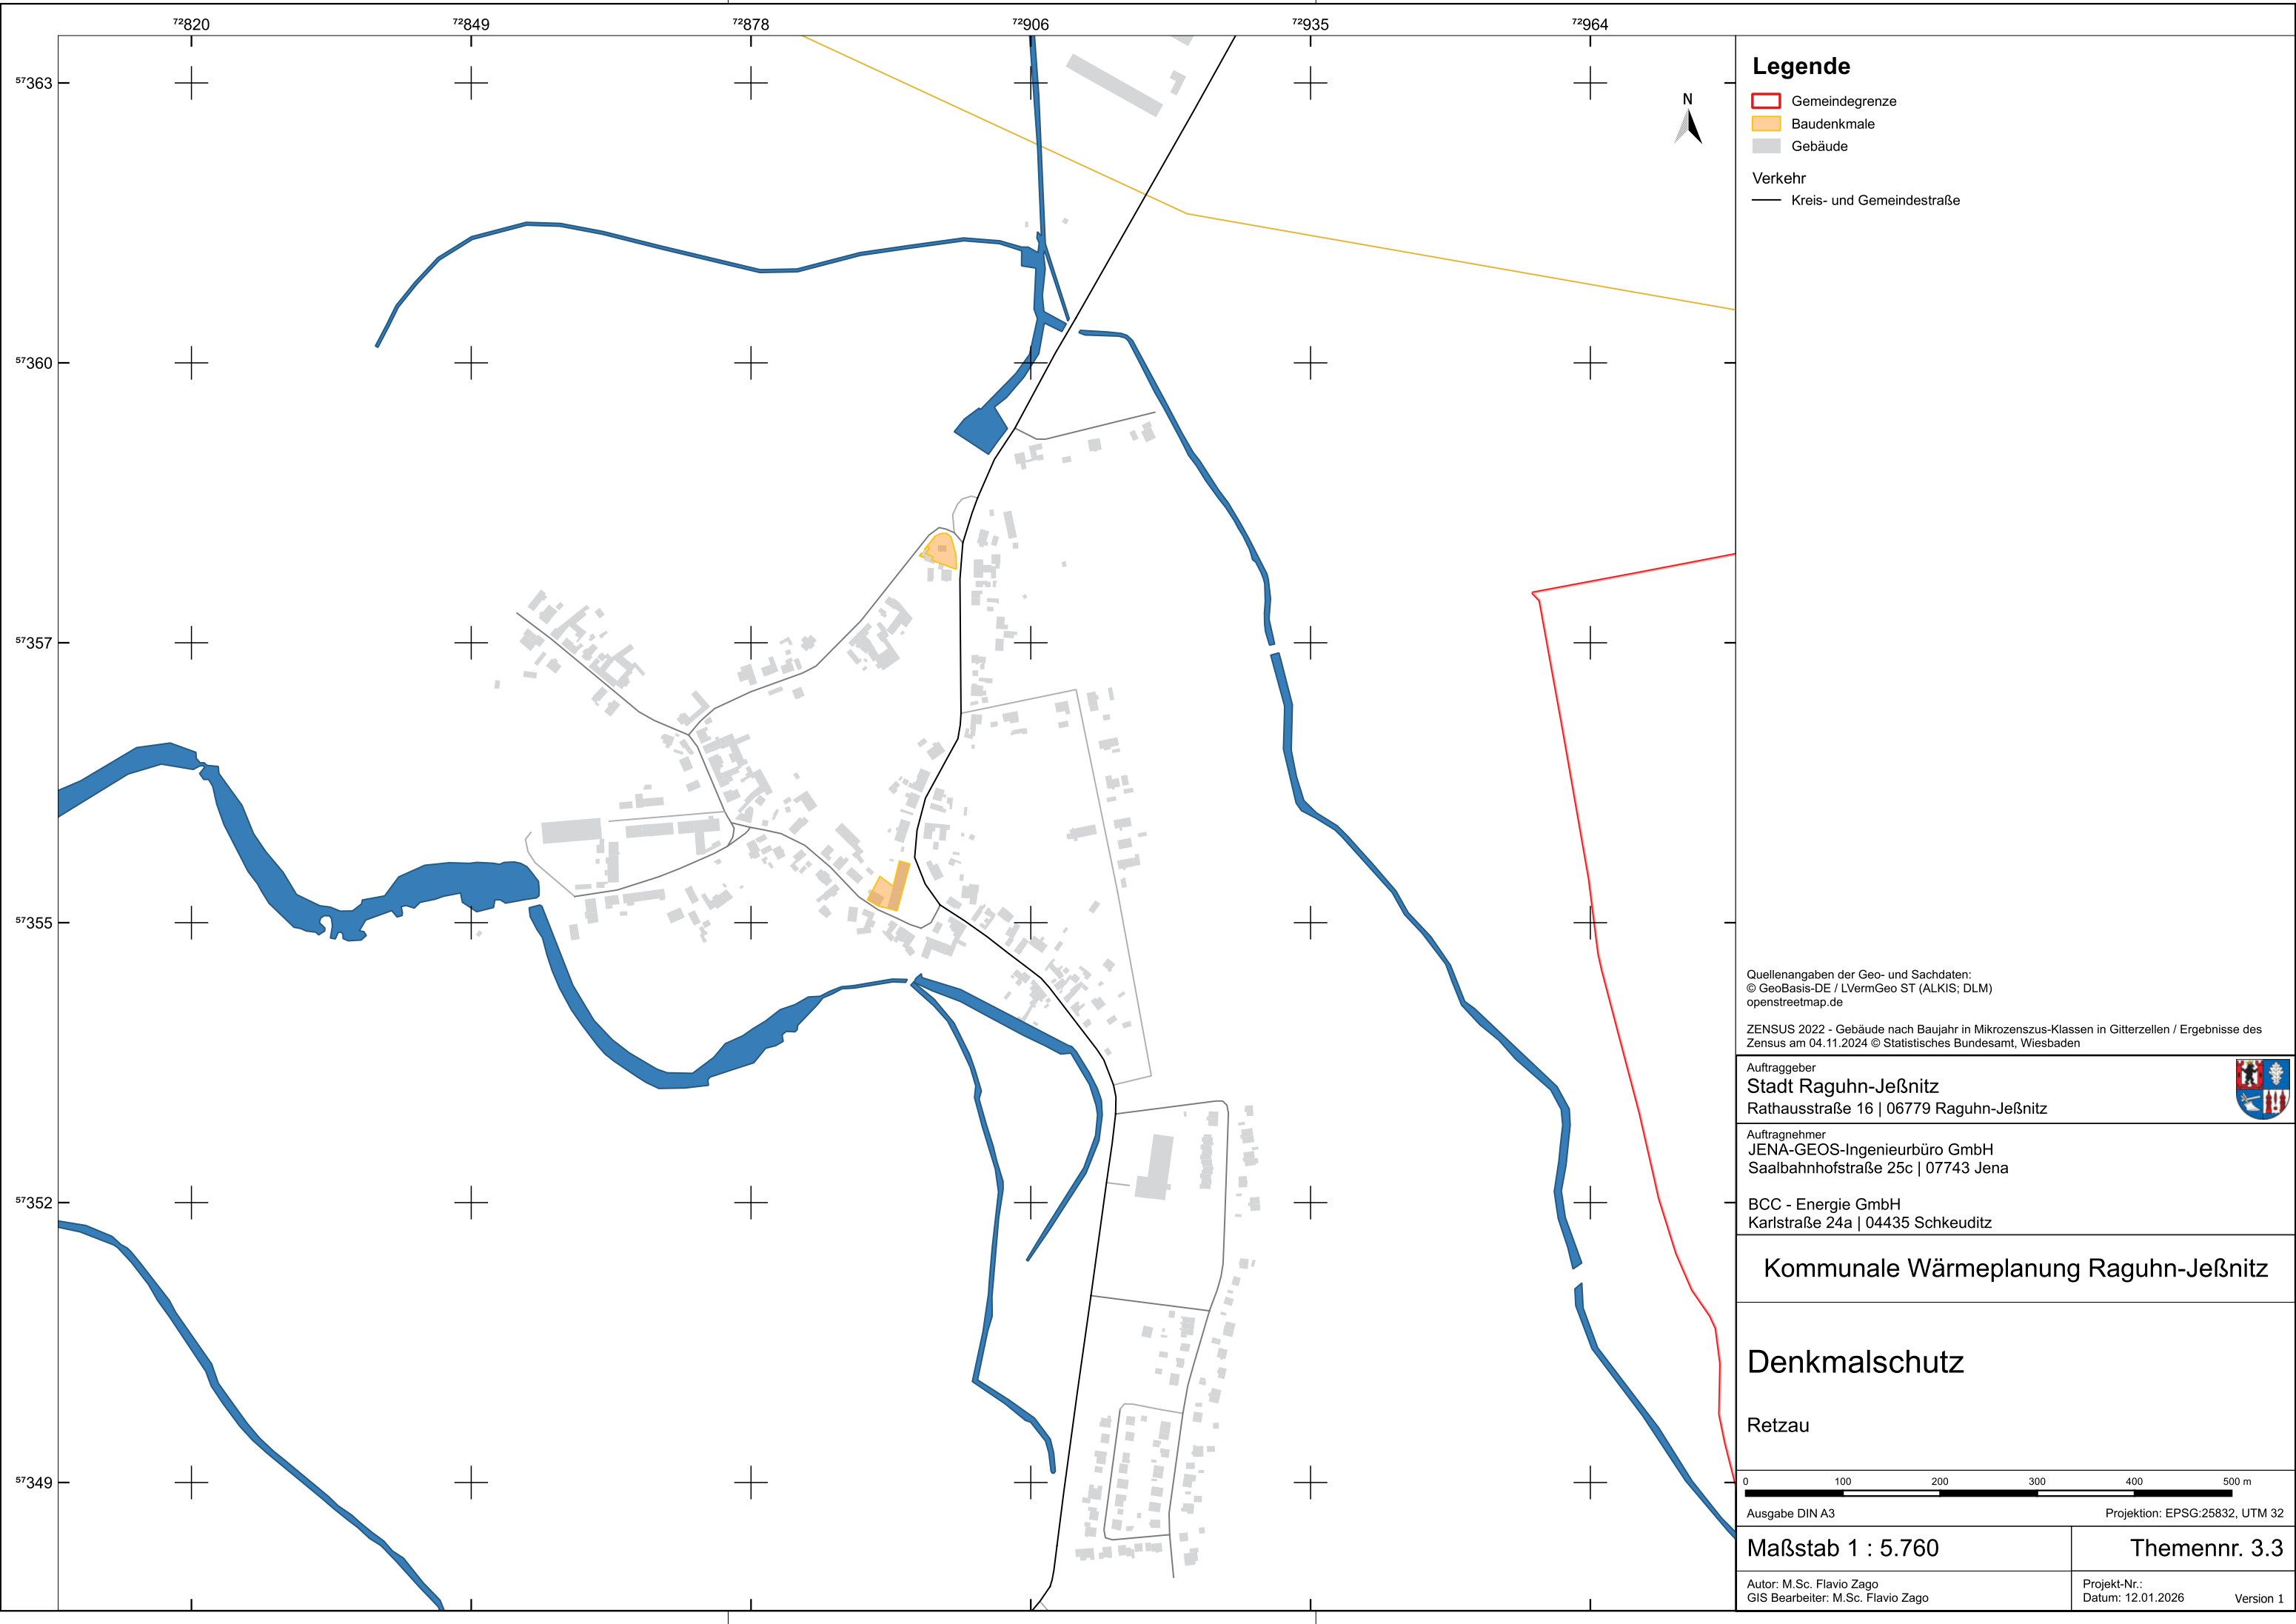 ⁷²820 ⁷²849 ⁷²878 ⁷²906 ⁷²935 ⁷²964
⁵⁷363
⁵⁷360
⁵⁷357
⁵⁷355
⁵⁷352
⁵⁷349
N
Legende
Gemeindegrenze
Baudenkmale
Gebäude
Verkehr
Kreis- und Gemeindestraße
Quellenangaben der Geo- und Sachdaten:
© GeoBasis-DE / LVermGeo ST (ALKIS; DLM)
openstreetmap.de
ZENSUS 2022 - Gebäude nach Baujahr in Mikrozenszus-Klassen in Gitterzellen / Ergebnisse des
Zensus am 04.11.2024 © Statistisches Bundesamt, Wiesbaden
Auftraggeber
Stadt Raguhn-Jeßnitz
Rathausstraße 16 | 06779 Raguhn-Jeßnitz
Auftragnehmer
JENA-GEOS-Ingenieurbüro GmbH
Saalbahnhofstraße 25c | 07743 Jena
BCC - Energie GmbH
Karlstraße 24a | 04435 Schkeuditz
Kommunale Wärmeplanung Raguhn-Jeßnitz
Denkmalschutz
Retzau
0 100 200 300 400 500 m
Ausgabe DIN A3 Projektion: EPSG:25832, UTM 32
Maßstab 1 : 5.760 Themennr. 3.3
Autor: M.Sc. Flavio Zago Projekt-Nr.:
GIS Bearbeiter: M.Sc. Flavio Zago Datum: 12.01.2026 Version 1